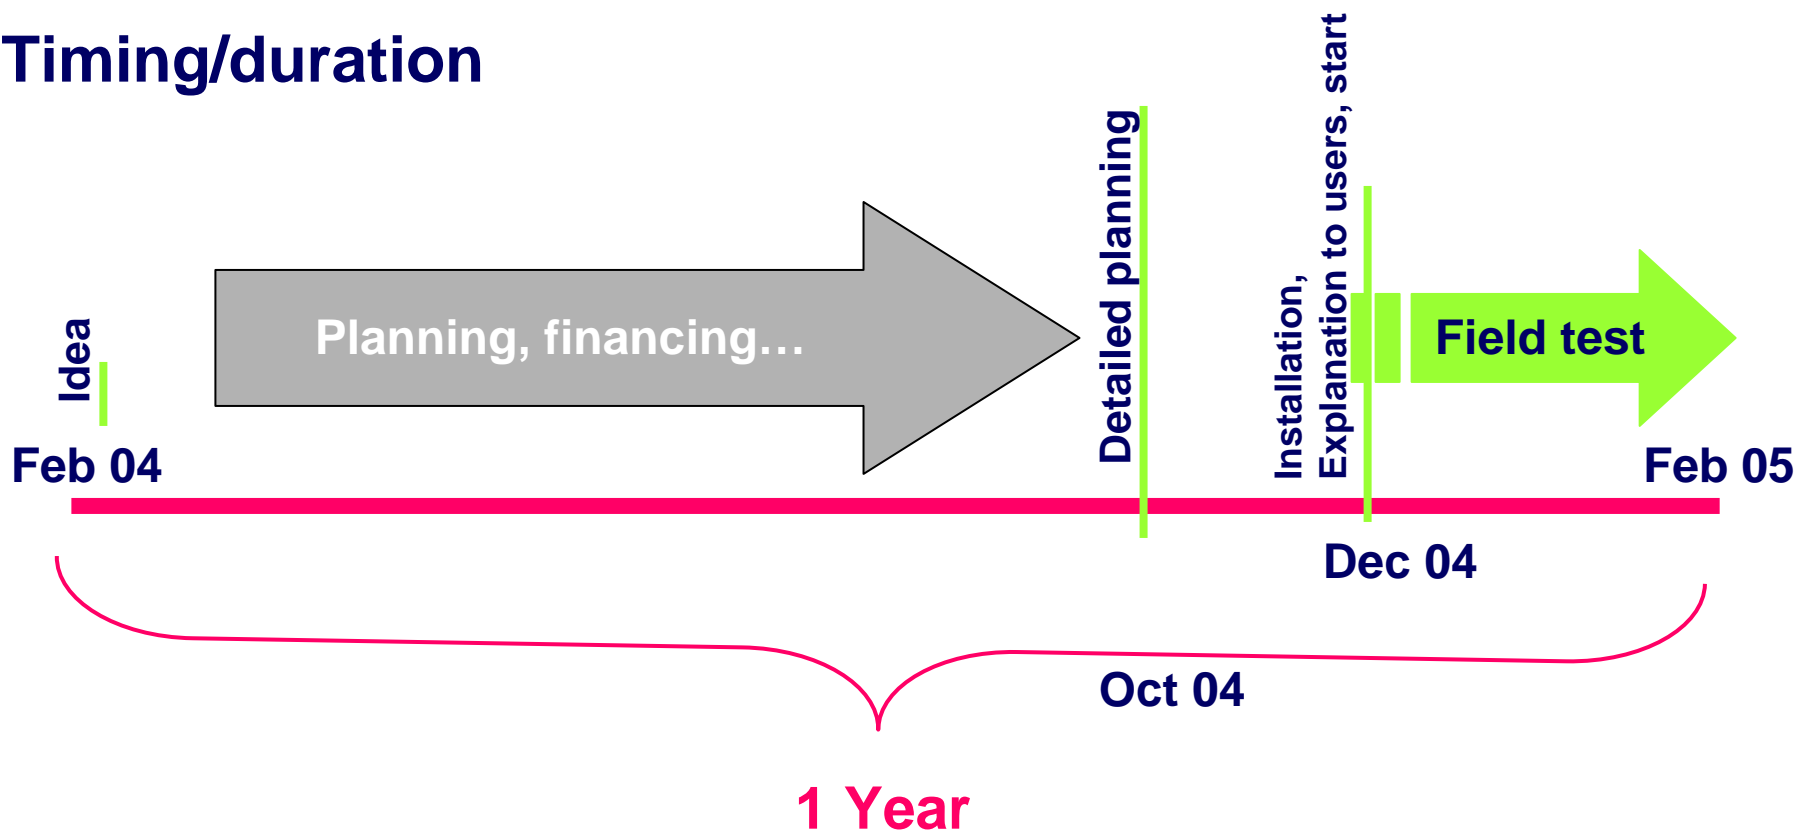 Timing/duration
Idea
Planning, financing…
Detailed planning
Installation,
Explanation to users, start
Field test
Feb 04
Feb 05
Dec 04
Oct 04
1 Year